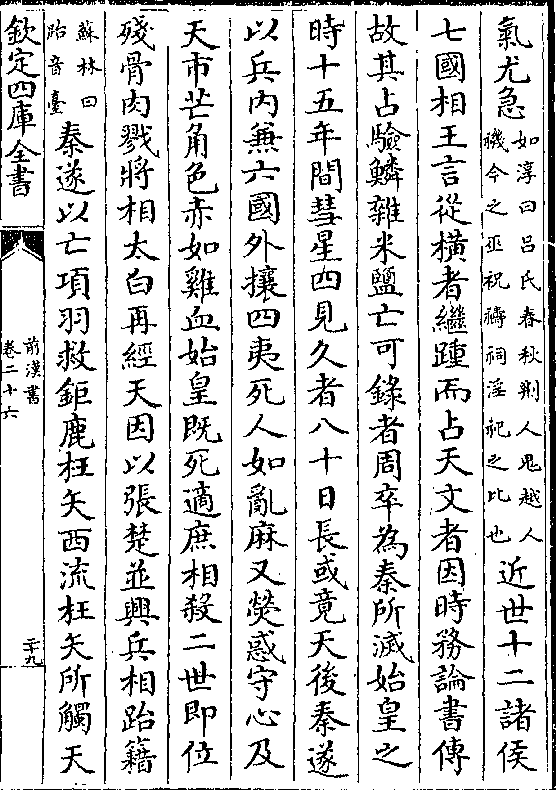 氣尤急如淳曰呂氏春秋荆人鬼越人
禨今之巫祝禱祠淫祀之比也近世十二諸侯
七國相王言從橫者繼踵而占天文者因時務論書傳
故其占驗鱗雜米鹽亡可錄者周卒為秦所滅始皇之
時十五年間彗星四見久者八十日長或竟天後秦遂
以兵内兼六國外攘四夷死人如亂麻又熒惑守心及
天市芒角色赤如雞血始皇既死適庶相殺二世即位
殘骨肉戮將相太白再經天因以張楚並興兵相跆籍
蘇林曰
跆音臺秦遂以亡項羽救鉅鹿枉矢西流枉矢所觸天
欽定四庫全書
前漢書
卷二十六
二十九